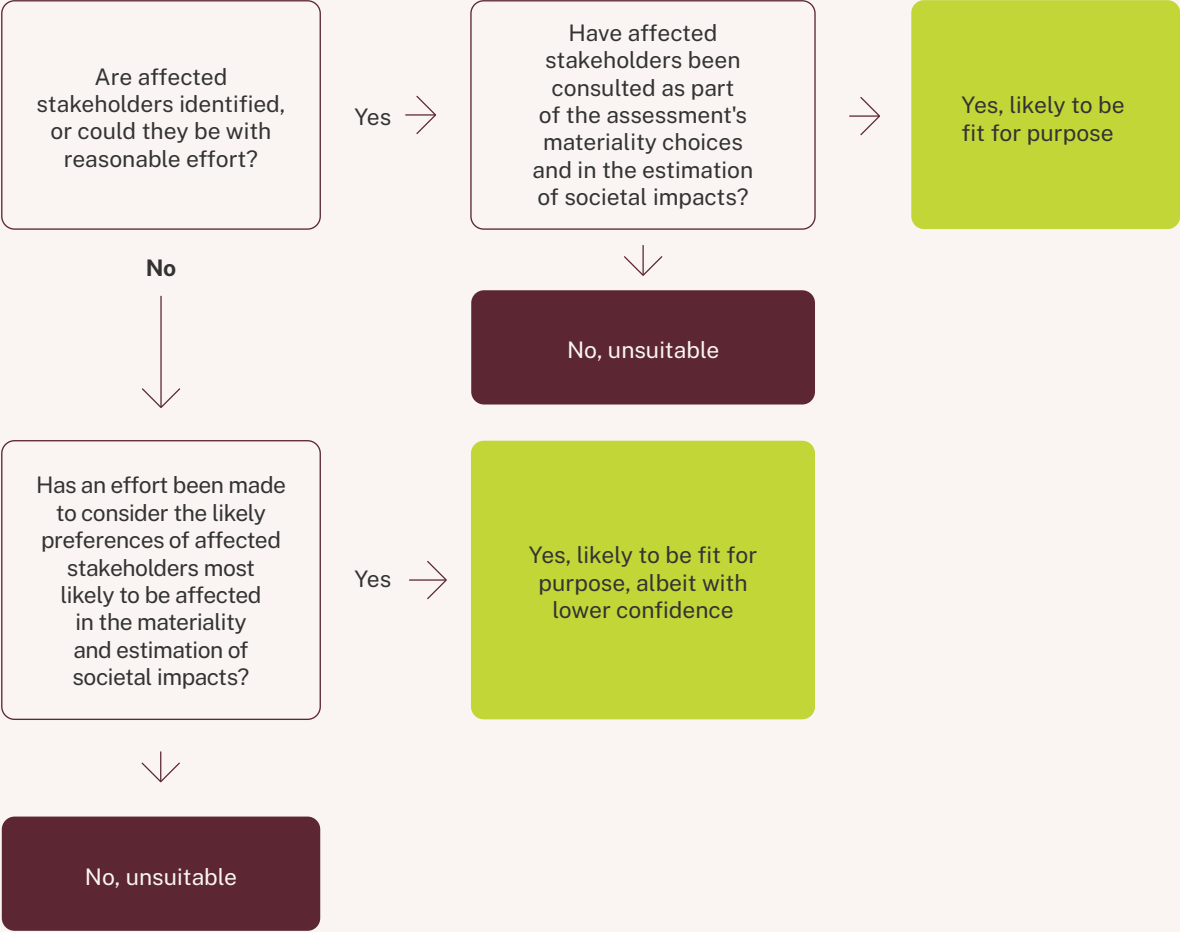 Are affected
stakeholders identified,
or could they be with
reasonable effort?
Yes
Have affected
stakeholders been
consulted as part
of the assessment's
materiality choices
and in the estimation
of societal impacts?
Yes, likely to be
fit for purpose
No
No, unsuitable
Has an effort been made
to consider the likely
preferences of affected
stakeholders most
likely to be affected
in the materiality
and estimation of
societal impacts?
Yes
Yes, likely to be fit for
purpose, albeit with
lower confidence
No, unsuitable